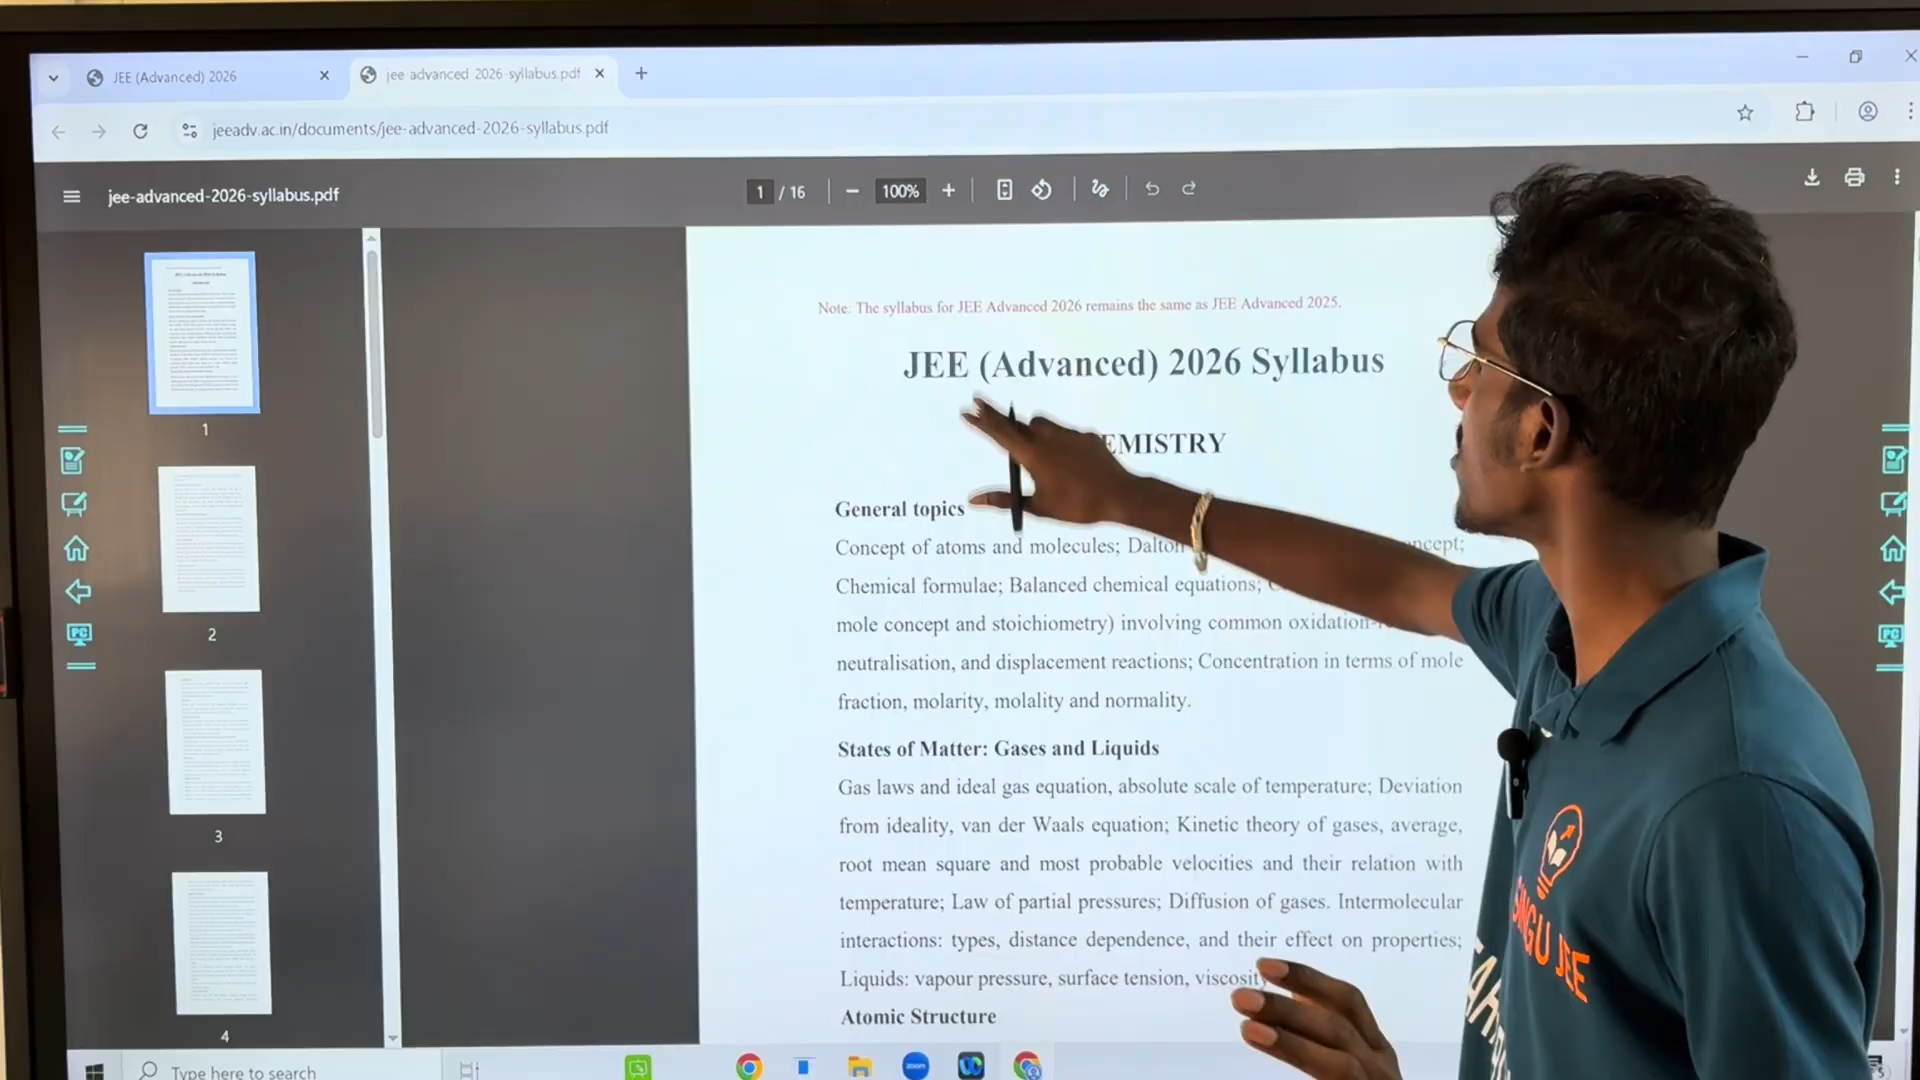 JEE (Advanced) 2026
jee-advanced-2026-syllabus.pdf
jeeadv.ac.in/documents/jee-advanced-2026-syllabus.pdf
jee-advanced-2026-syllabus.pdf
1 / 16
100%
Note: The syllabus for JEE Advanced 2026 remains the same as JEE Advanced 2025.
JEE (Advanced) 2026 Syllabus
EMISTRY
General topics
Concept of atoms and molecules; Dalton ncept;
Chemical formulae; Balanced chemical equations;
mole concept and stoichiometry) involving common oxidation-
neutralisation, and displacement reactions; Concentration in terms of mole
fraction, molarity, molality and normality.
States of Matter: Gases and Liquids
Gas laws and ideal gas equation, absolute scale of temperature; Deviation
from ideality, van der Waals equation; Kinetic theory of gases, average,
root mean square and most probable velocities and their relation with
temperature; Law of partial pressures; Diffusion of gases. Intermolecular
interactions: types, distance dependence, and their effect on properties;
Liquids: vapour pressure, surface tension, viscosity
Atomic Structure
1
2
3
4
PC
PC
Type here to search
zoom
SINGU JEE